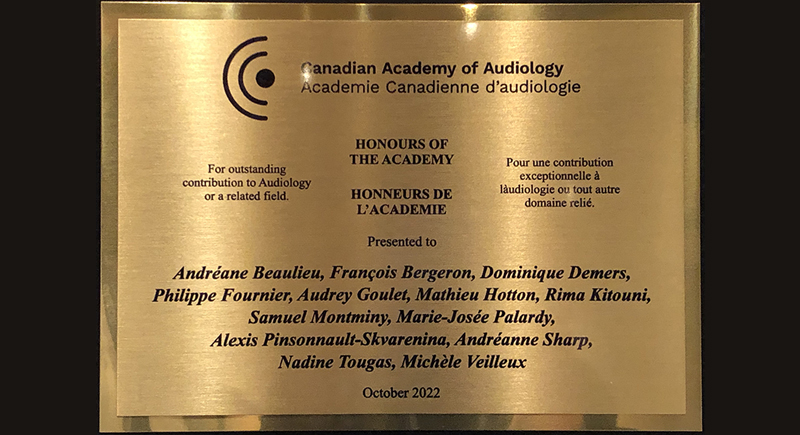 Canadian Academy of Audiology
Academie Canadienne d'audiologie
HONOURS OF
THE ACADEMY
For outstanding
contribution to Audiology
or a related field.
HONNEURS DE
L'ACADEMIE
Pour une contribution
exceptionnelle à
làudiologie ou tout autre
domaine relié.
Presented to
Andréane Beaulieu, François Bergeron, Dominique Demers,
Philippe Fournier, Audrey Goulet, Mathieu Hotton, Rima Kitouni,
Samuel Montminy, Marie-Josée Palardy,
Alexis Pinsonnault-Skvarenina, Andréanne Sharp,
Nadine Tougas, Michèle Veilleux
October 2022